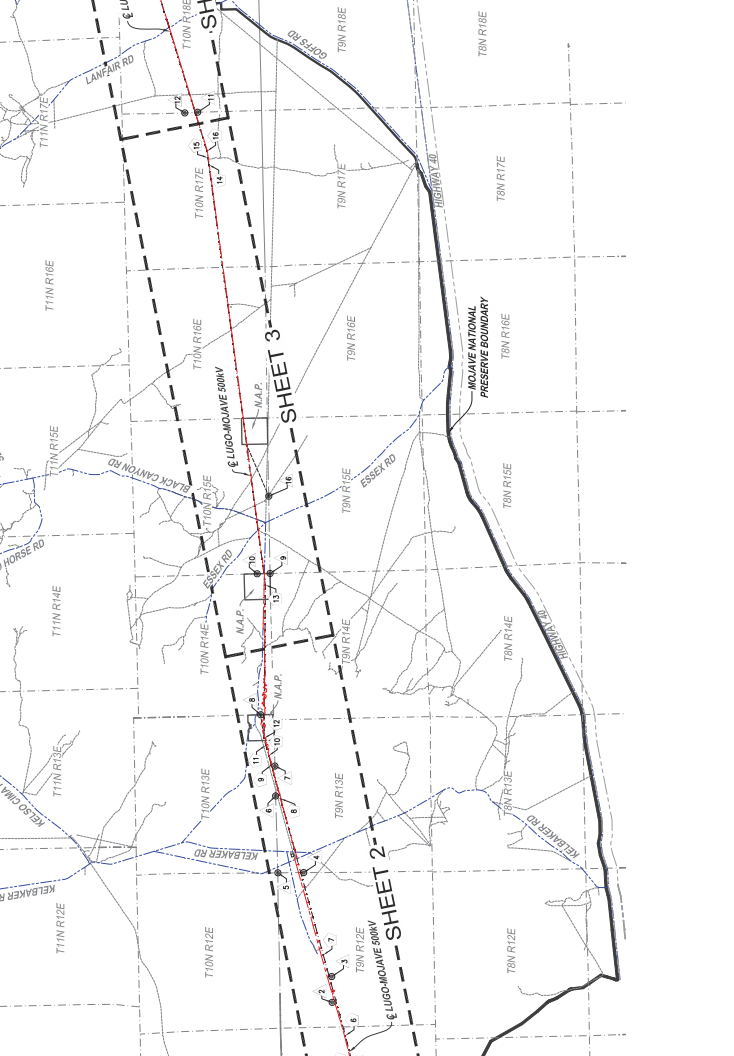 ℄ LU
T10N R18E
SH
GOFFS RD
T9N R18E
T8N R18E
LANFAIR RD
T11N R17E
12
11
15
16
14
T10N R17E
T9N R17E
HIGHWAY 40
T8N R17E
T11N R16E
T10N R16E
SHEET 3
T9N R16E
T8N R16E
MOJAVE NATIONAL
PRESERVE BOUNDARY
℄ LUGO-MOJAVE 500kV
N.A.P.
T11N R15E
BLACK CANYON RD
T10N R15E
16
T9N R15E
ESSEX RD
T8N R15E
HORSE RD
ESSEX RD
10
9
13
N.A.P.
T11N R14E
T10N R14E
T9N R14E
T8N R14E
HIGHWAY 40
8
N.A.P.
12
10
11
9
7
6
8
T11N R13E
T10N R13E
T9N R13E
T8N R13E
KELSO CIMA
KELBAKER RD
KELBAKER RD
5
4
KELBAKER R
T11N R12E
T10N R12E
T9N R12E
T8N R12E
SHEET 2
℄ LUGO-MOJAVE 500kV
7
3
2
6